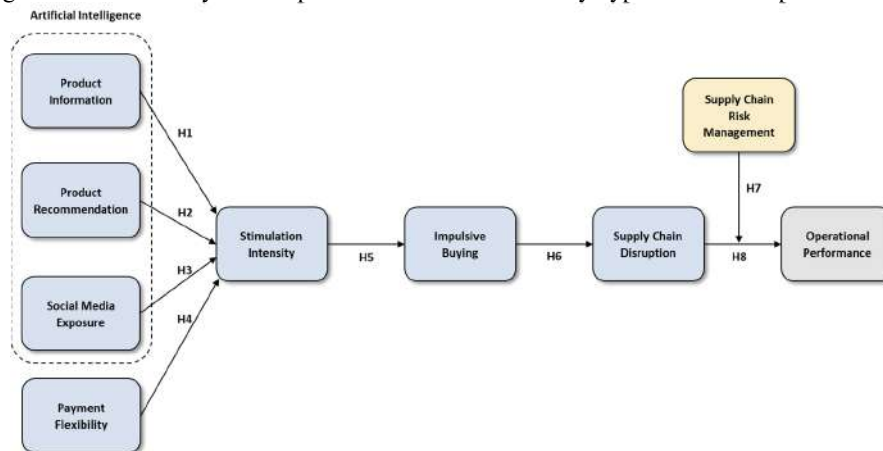 Artificial Intelligence
Product
Information
H1
Product
Recommendation
H2
Social Media
Exposure
H3
H4
Payment
Flexibility
Stimulation
Intensity
H5
Impulsive
Buying
H6
Supply Chain
Disruption
Supply Chain
Risk
Management
H7
H8
Operational
Performance